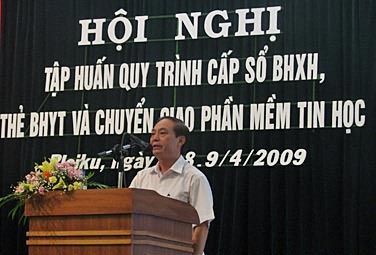 HỘI NGHỊ
TẬP HUẤN QUY TRÌNH CẤP SỔ BHXH,
THẺ BHYT VÀ CHUYỂN GIAO PHẦN MỀM TIN HỌC
ngày 8. 9/4/2009